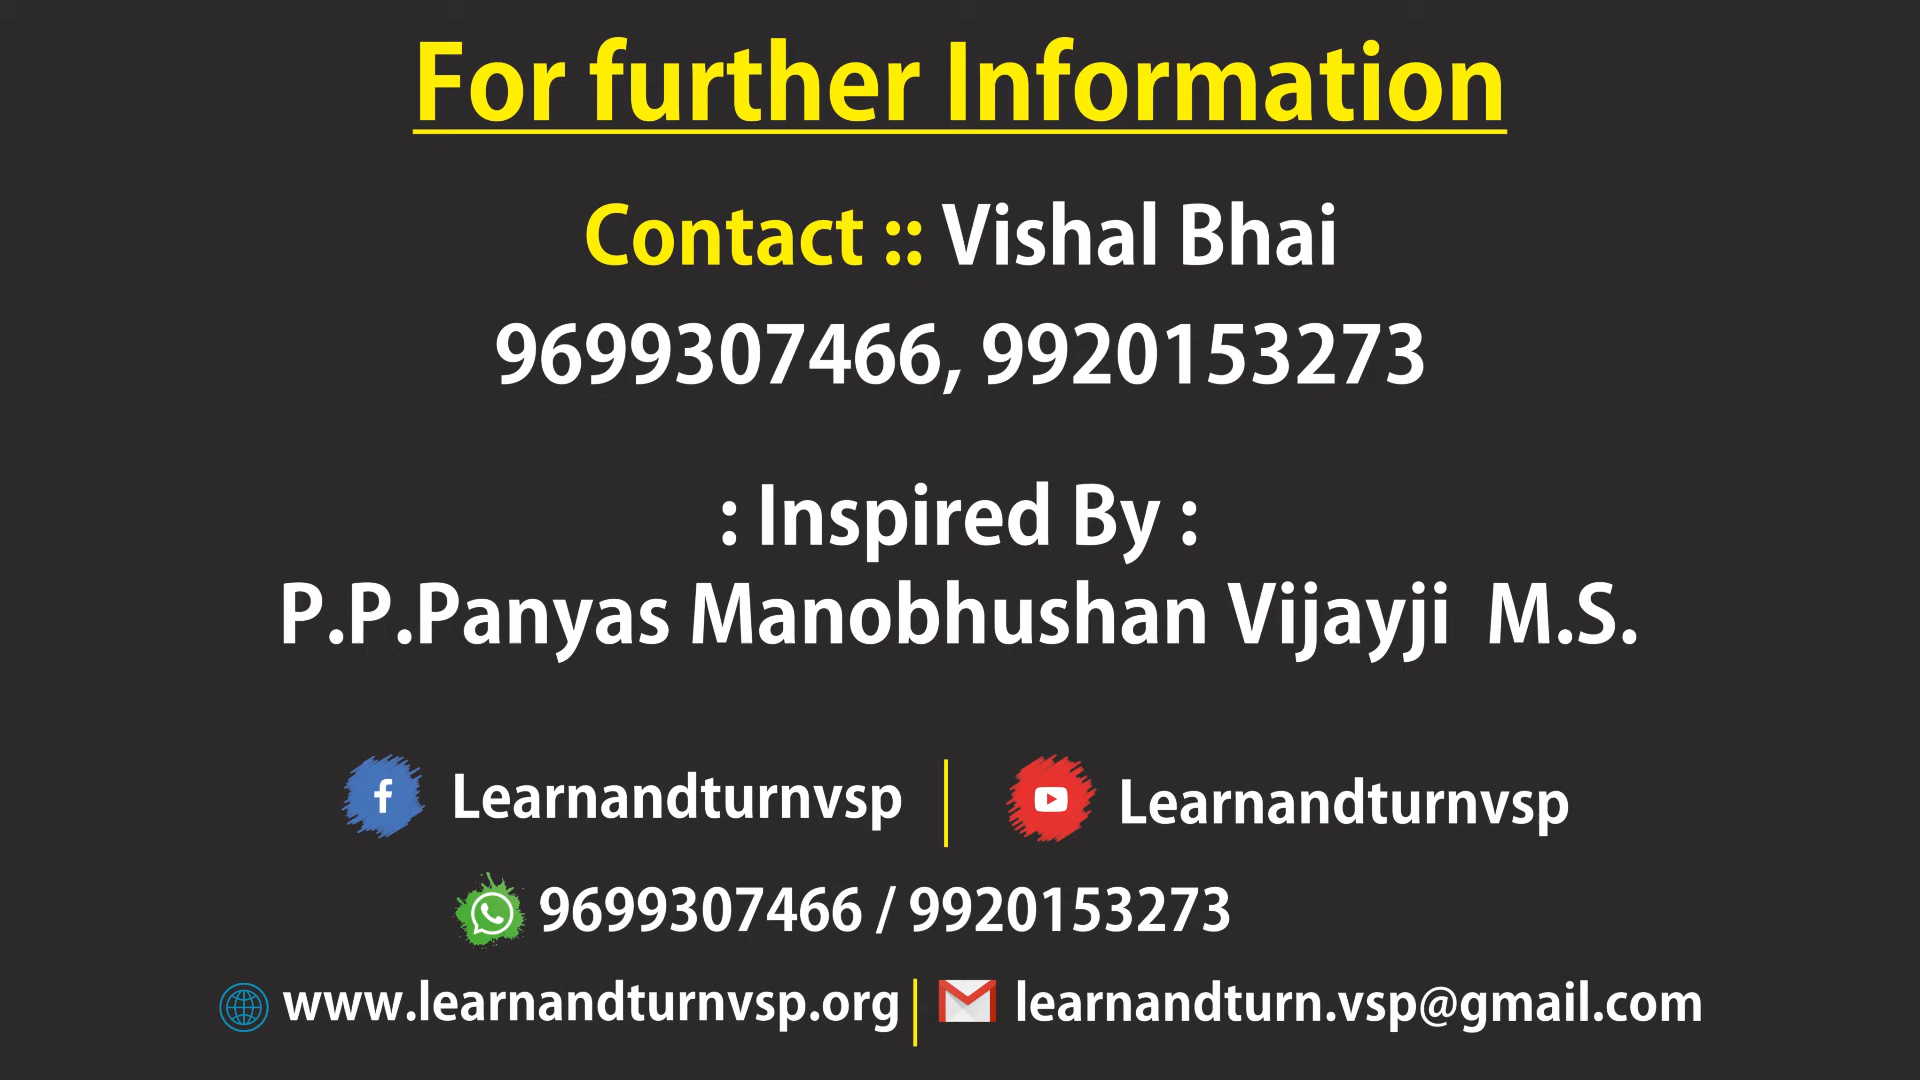 For further Information
Contact :: Vishal Bhai
9699307466, 9920153273
: Inspired By :
P.P.Panyas Manobhushan Vijayji M.S.
Learnandturnvsp
Learnandturnvsp
9699307466 / 9920153273
www.learnandturnvsp.org
learnandturn.vsp@gmail.com